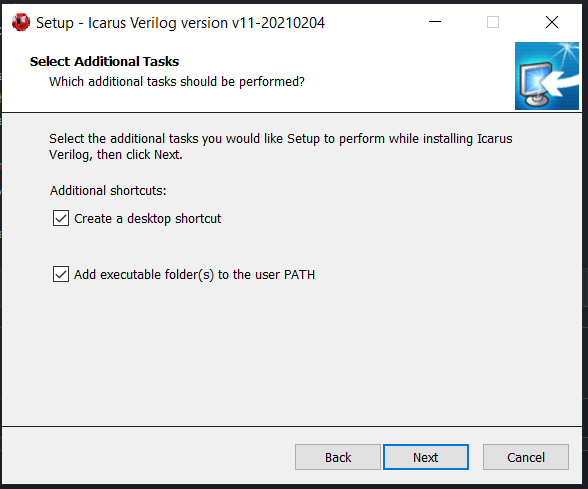 Setup - Icarus Verilog version v11-20210204
Select Additional Tasks
Which additional tasks should be performed?
Select the additional tasks you would like Setup to perform while installing Icarus
Verilog, then click Next.
Additional shortcuts:
Create a desktop shortcut
Add executable folder(s) to the user PATH
Back
Next
Cancel